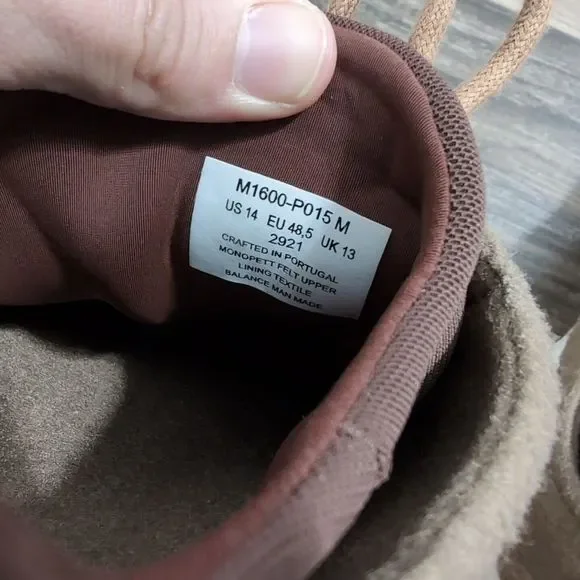 M1600-P015 M
US 14 EU 48,5 UK 13
2921
CRAFTED IN PORTUGAL
MONOPETT FELT UPPER
LINING TEXTILE
BALANCE MAN MADE